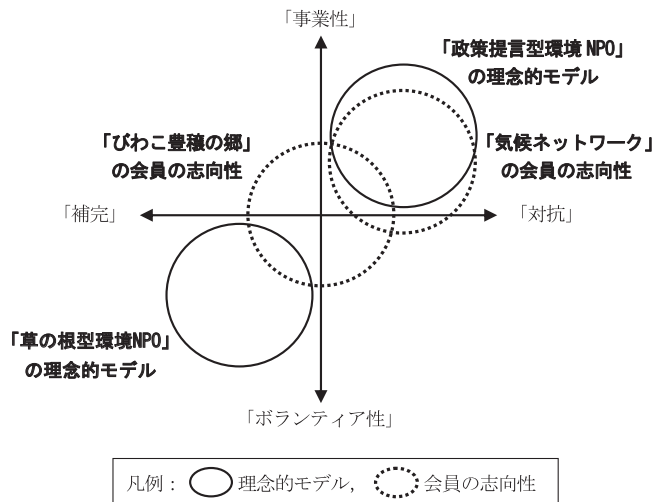 「事業性」
「政策提言型環境NPO」
の理念的モデル
「びわこ豊穣の郷」
の会員の志向性
「気候ネットワーク」
の会員の志向性
「補完」
「対抗」
「草の根型環境NPO」
の理念的モデル
「ボランティア性」
凡例： 理念的モデル， 会員の志向性